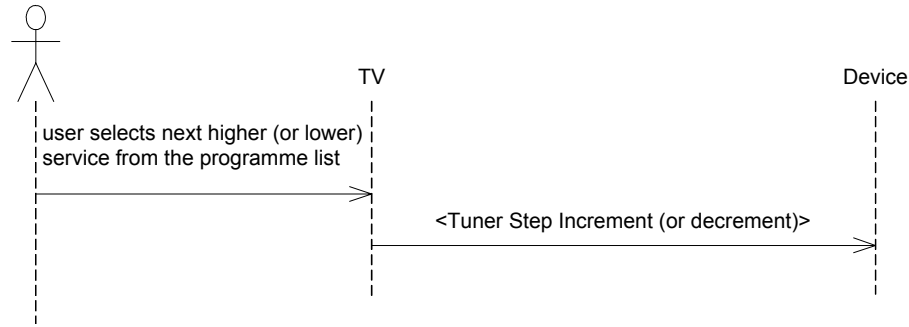 TV
Device
user selects next higher (or lower)
service from the programme list
<Tuner Step Increment (or decrement)>